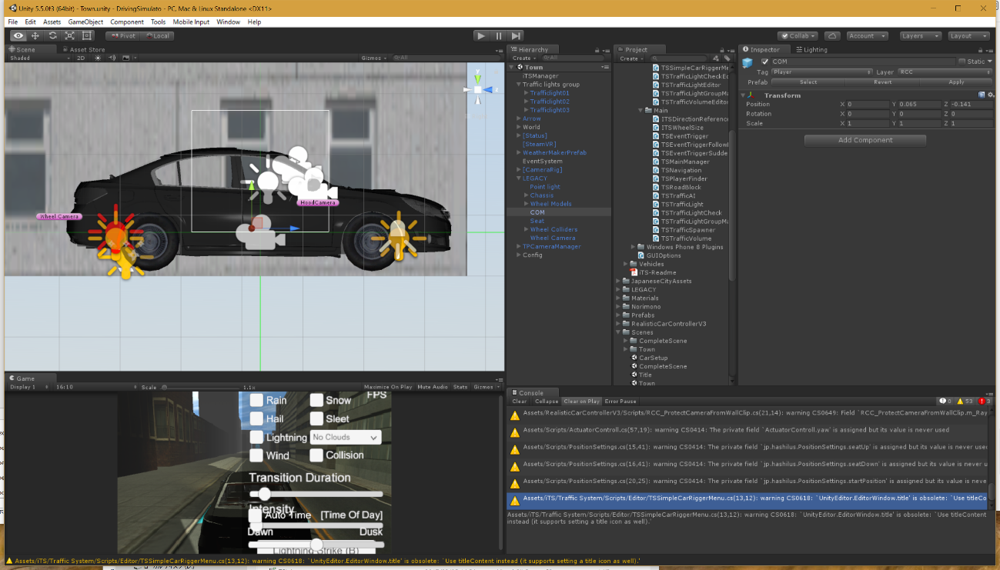 Unity 5.5.0f3 (64bit) - Town.unity - DrivingSimulato - PC, Mac & Linux Standalone <DX11>
File Edit Assets GameObject Component Tools Mobile Input Window Help
Pivot Local
Collab Account Layers Layout
Scene Asset Store
Shaded 2D Gizmos All
y
z
Wheel Camera
HoodCamera
Hierarchy
Create All
Town
iTSManager
Traffic lights group
Trafficlight01
Trafficlight02
Trafficlight03
Arrow
World
[Status]
[SteamVR]
WeatherMakerPrefab
EventSystem
[CameraRig]
LEGACY
Point light
Chassis
Wheel Models
COM
Seat
Wheel Colliders
Wheel Camera
TPCameraManager
Config
Project
Create
TSSimpleCarRiggerMe
TSTrafficLightCheckEd
TSTrafficLightEditor
TSTrafficLightGroupMa
TSTrafficVolumeEditor
Main
ITSDirectionReference
ITSWheelSize
TSEventTrigger
TSEventTriggerFollow
TSEventTriggerSudde
TSMainManager
TSNavigation
TSPlayerFinder
TSRoadBlock
TSTrafficAI
TSTrafficLight
TSTrafficLightCheck
TSTrafficLightGroupMa
TSTrafficSpawner
TSTrafficVolume
Windows Phone 8 Plugins
GUIOptions
Vehicles
iTS-Readme
JapaneseCityAssets
LEGACY
Materials
Norimono
Prefabs
RealisticCarControllerV3
Scenes
CompleteScene
Town
CarSetup
CompleteScene
Title
Town
Inspector Lighting
COM Static
Tag Player Layer RCC
Prefab Select Revert Apply
Transform
Position X 0 Y 0.065 Z -0.141
Rotation X 0 Y 0 Z 0
Scale X 1 Y 1 Z 1
Add Component
Game
Display 1 16:10 Scale 1.1x Maximize On Play Mute Audio Stats Gizmos
Rain Snow FPS
Hail Sleet
Lightning No Clouds
Wind Collision
Transition Duration
Intensity
Auto Time [Time Of Day]
Dawn Dusk
Lightning Strike (B)
Console
Clear Collapse Clear on Play Error Pause 0 53 3
Assets/RealisticCarControllerV3/Scripts/RCC_ProtectCameraFromWallClip.cs(21,14): warning CS0649: Field `RCC_ProtectCameraFromWallClip.m_Ray
Assets/Scripts/ActuatorControll.cs(57,19): warning CS0414: The private field `ActuatorControll.yaw' is assigned but its value is never used
Assets/Scripts/PositionSettings.cs(15,41): warning CS0414: The private field `jp.hashilus.PositionSettings.seatUp' is assigned but its value is never used
Assets/Scripts/PositionSettings.cs(16,41): warning CS0414: The private field `jp.hashilus.PositionSettings.seatDown' is assigned but its value is never u
Assets/Scripts/PositionSettings.cs(20,25): warning CS0414: The private field `jp.hashilus.PositionSettings.startPosition' is assigned but its value is neve
Assets/iTS/Traffic System/Scripts/Editor/TSSimpleCarRiggerMenu.cs(13,12): warning CS0618: `UnityEditor.EditorWindow.title' is obsolete: `Use titleCo
Assets/iTS/Traffic System/Scripts/Editor/TSSimpleCarRiggerMenu.cs(13,12): warning CS0618: `UnityEditor.EditorWindow.title' is obsolete: `Use titleContent
instead (it supports setting a title icon as well).'
Assets/iTS/Traffic System/Scripts/Editor/TSSimpleCarRiggerMenu.cs(13,12): warning CS0618: `UnityEditor.EditorWindow.title' is obsolete: `Use titleContent instead (it supports setting a title icon as well).'